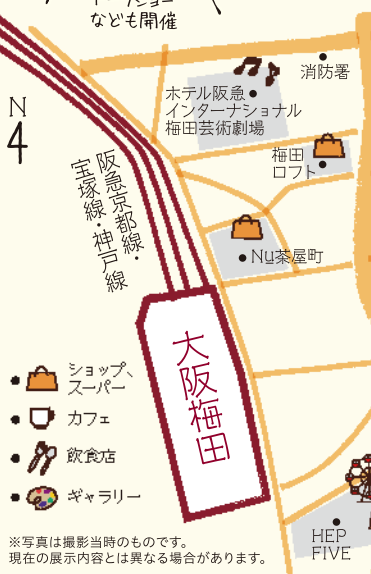 なども開催
消防署
ホテル阪急
インターナショナル
梅田芸術劇場
N
梅田
ロフト
阪急京都線・
宝塚線・神戸線
Nu茶屋町
大阪梅田
ショップ、
スーパー
カフェ
飲食店
ギャラリー
HEP
FIVE
※写真は撮影当時のものです。
現在の展示内容とは異なる場合があります。